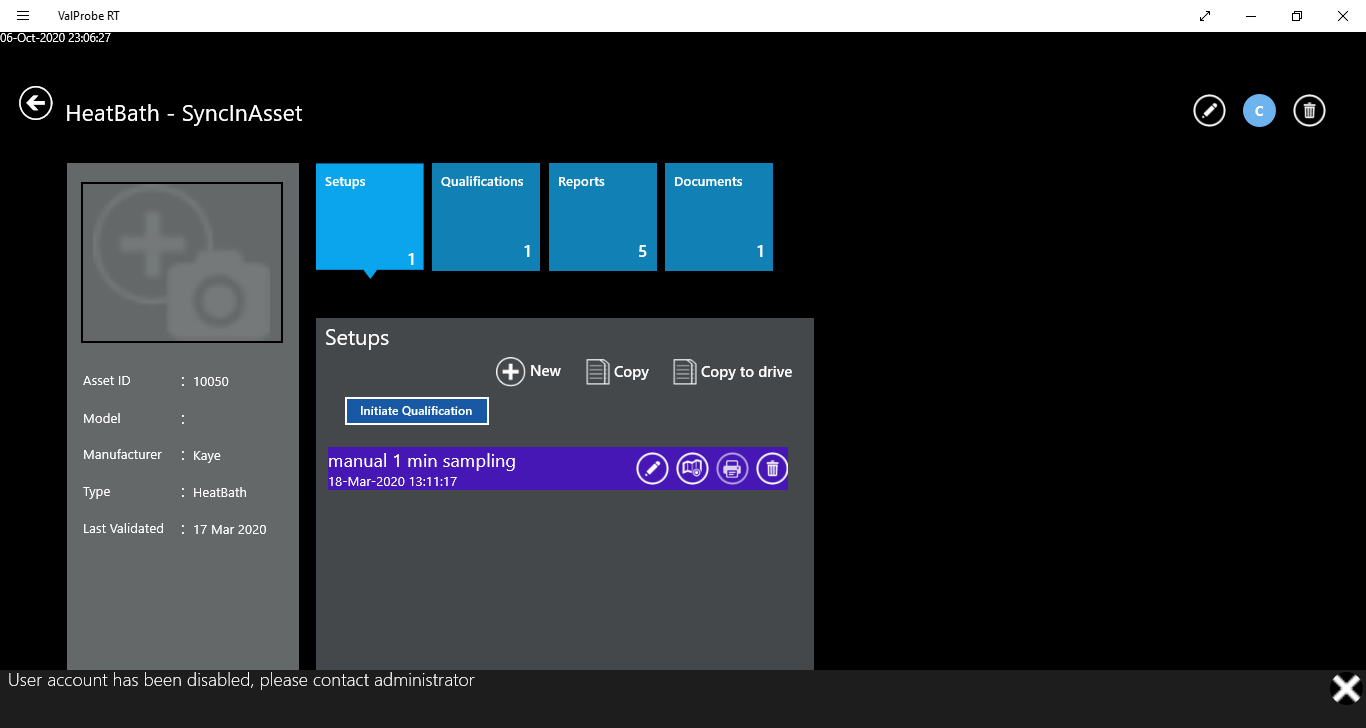 ValProbe RT
06-Oct-2020 23:06:27
HeatBath - SyncInAsset
C
Setups
1
Qualifications
1
Reports
5
Documents
1
Asset ID : 10050
Model :
Manufacturer : Kaye
Type : HeatBath
Last Validated : 17 Mar 2020
Setups
New Copy Copy to drive
Initiate Qualification
manual 1 min sampling
18-Mar-2020 13:11:17
User account has been disabled, please contact administrator